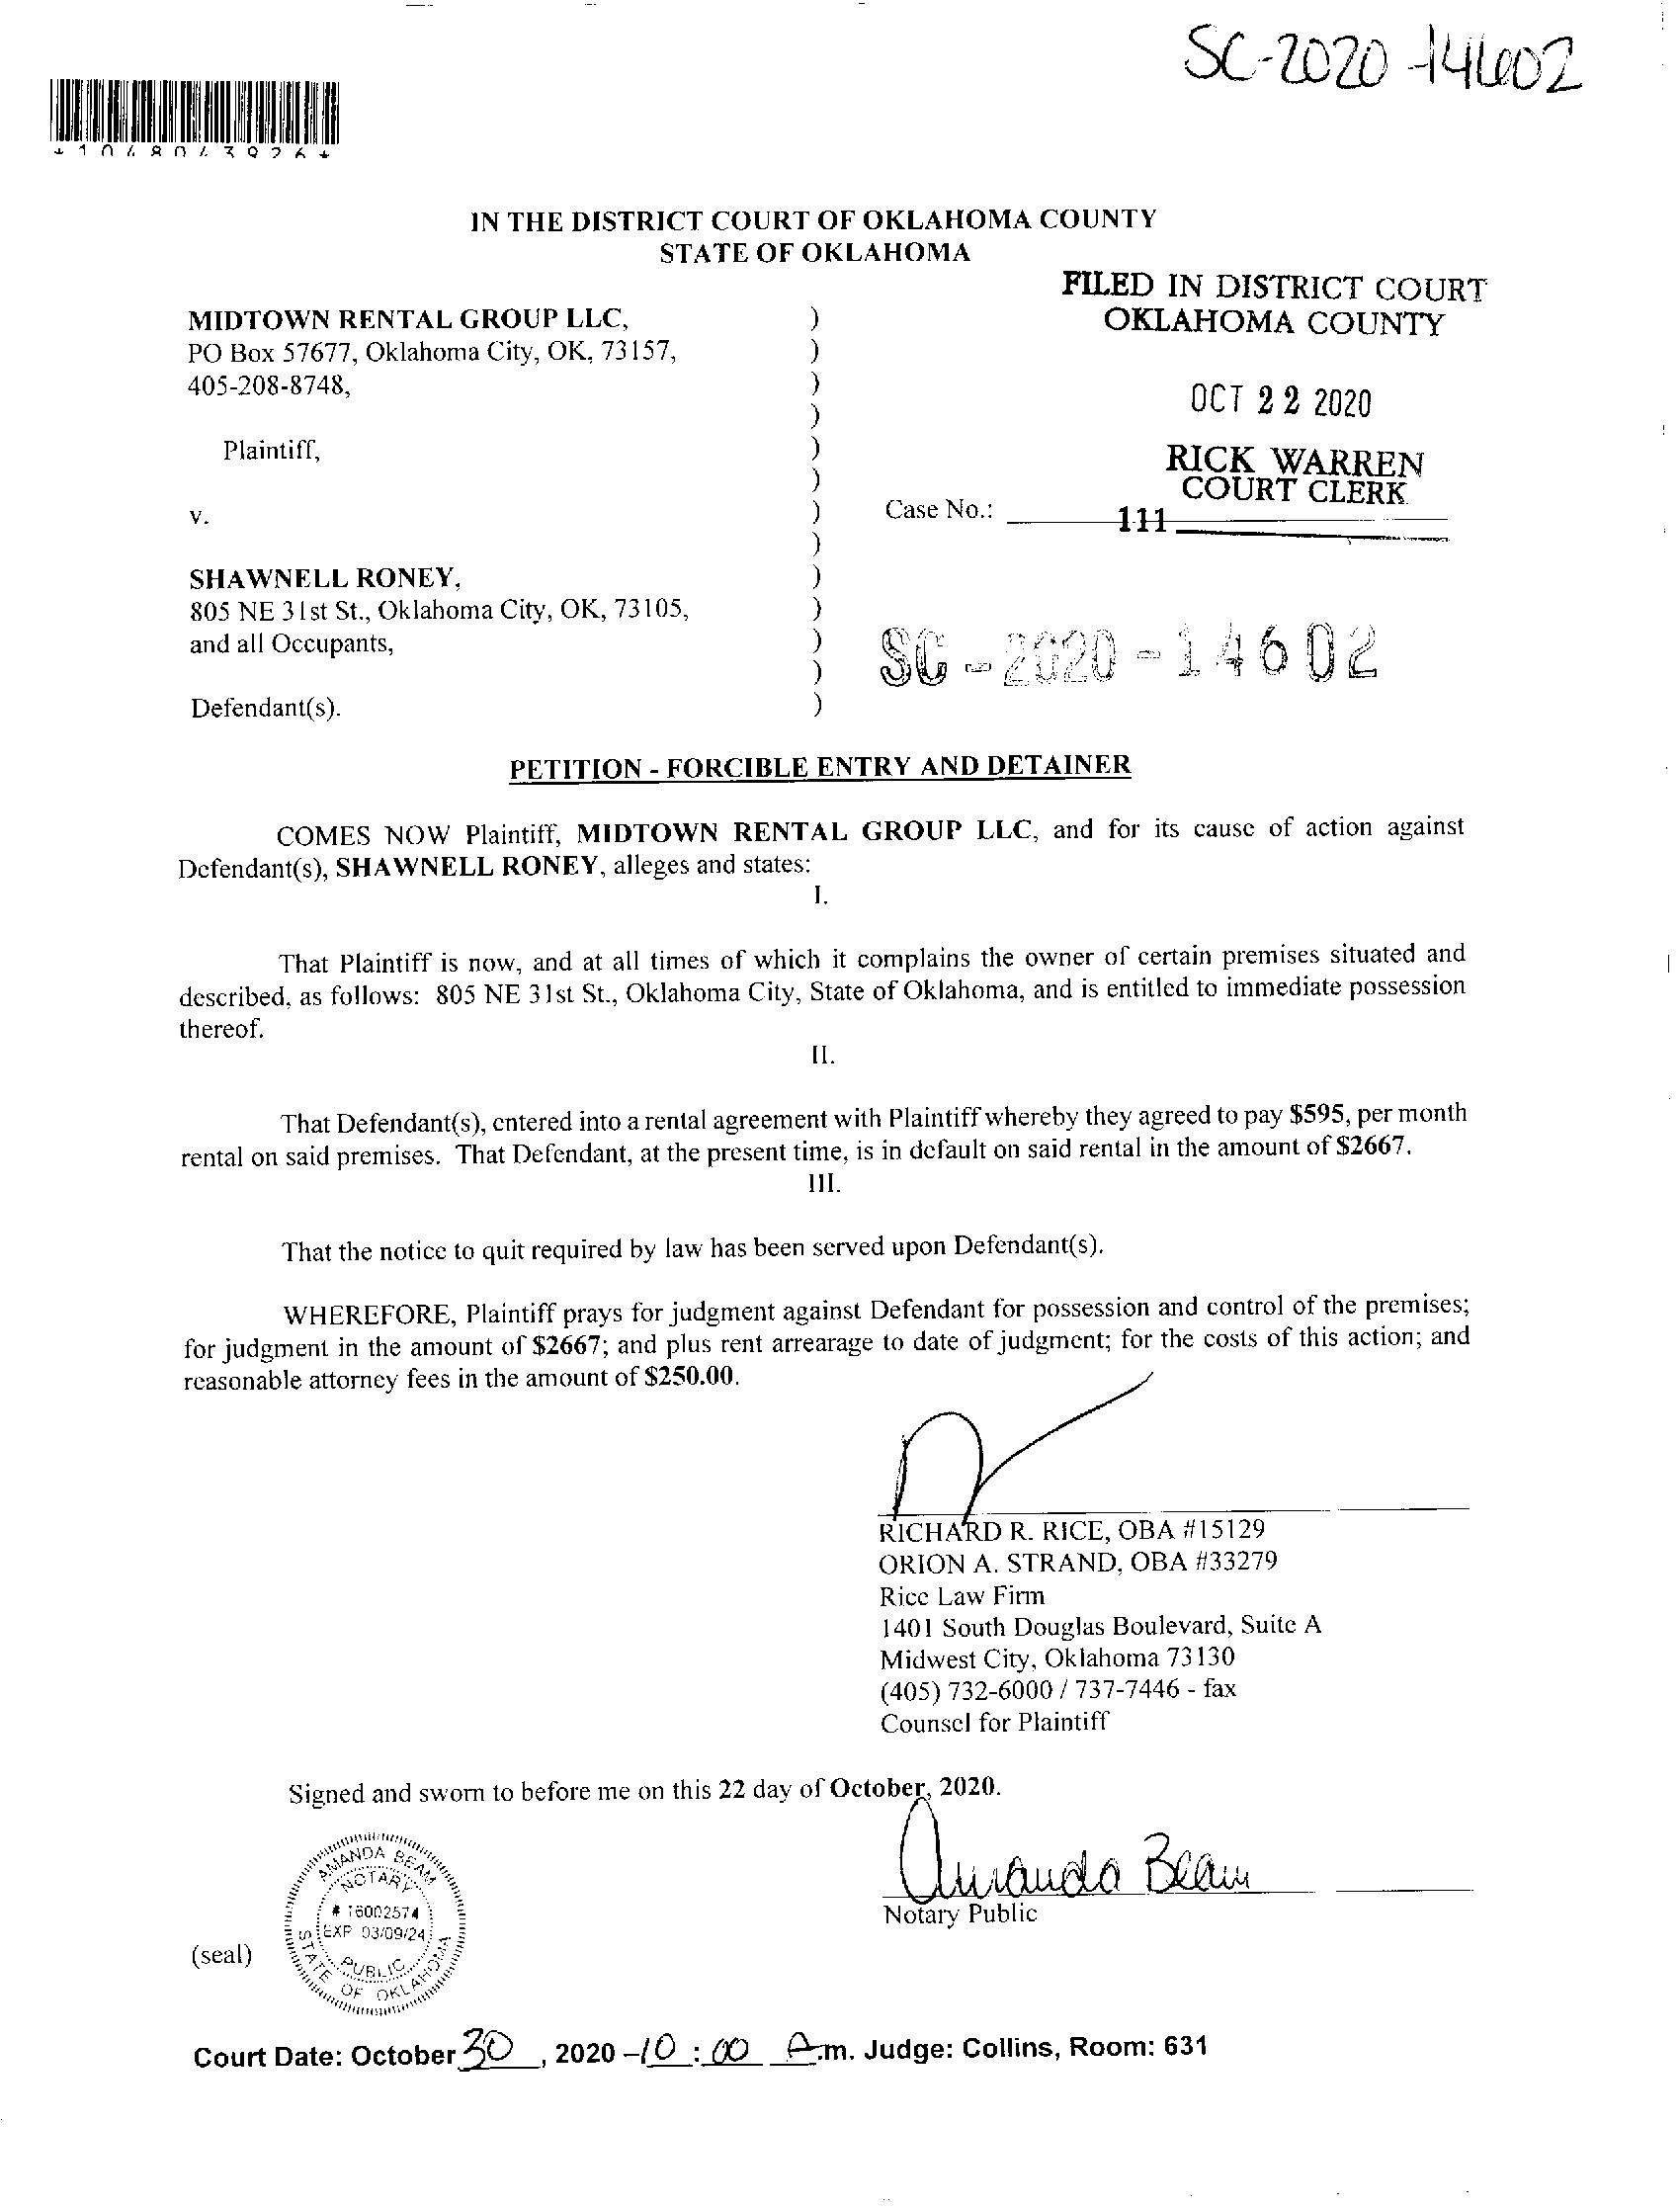 SC-2020-14602
IN THE DISTRICT COURT OF OKLAHOMA COUNTY
STATE OF OKLAHOMA
FILED IN DISTRICT COURT
OKLAHOMA COUNTY
MIDTOWN RENTAL GROUP LLC, )
PO Box 57677, Oklahoma City, OK, 73157, )
405-208-8748, )
OCT 22 2020
)
Plaintiff, )
RICK WARREN
COURT CLERK
)
v. ) Case No.:
111
)
SHAWNELL RONEY, )
805 NE 31st St., Oklahoma City, OK, 73105, )
and all Occupants, )
SC-2020-14602
)
Defendant(s). )
PETITION - FORCIBLE ENTRY AND DETAINER
COMES NOW Plaintiff, MIDTOWN RENTAL GROUP LLC, and for its cause of action against
Defendant(s), SHAWNELL RONEY, alleges and states:
I.
That Plaintiff is now, and at all times of which it complains the owner of certain premises situated and
described, as follows: 805 NE 31st St., Oklahoma City, State of Oklahoma, and is entitled to immediate possession
thereof.
II.
That Defendant(s), entered into a rental agreement with Plaintiff whereby they agreed to pay $595, per month
rental on said premises. That Defendant, at the present time, is in default on said rental in the amount of $2667.
III.
That the notice to quit required by law has been served upon Defendant(s).
WHEREFORE, Plaintiff prays for judgment against Defendant for possession and control of the premises;
for judgment in the amount of $2667; and plus rent arrearage to date of judgment; for the costs of this action; and
reasonable attorney fees in the amount of $250.00.
RICHARD R. RICE, OBA #15129
ORION A. STRAND, OBA #33279
Rice Law Firm
1401 South Douglas Boulevard, Suite A
Midwest City, Oklahoma 73130
(405) 732-6000 / 737-7446 - fax
Counsel for Plaintiff
Signed and sworn to before me on this 22 day of October, 2020.
Amanda Beam
Notary Public
AMANDA BEAM
NOTARY
# 16002574
EXP 03/09/24
PUBLIC
STATE OF OKLAHOMA
(seal)
Court Date: October 30, 2020 - 10:00 A.m. Judge: Collins, Room: 631